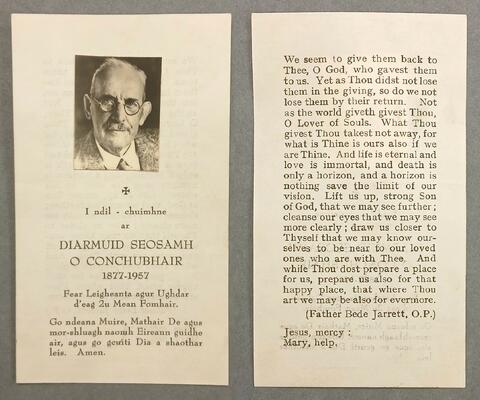 I ndíl - chuimhne
ar
DIARMUID SEOSAMH
O CONCHUBHAIR
1877-1957
Fear Leigheanta agur Ughdar
d'eag 2u Mean Fomhair.
Go ndeana Muire, Mathair De agus
mor-shluagh naomh Eireann guidhe
air, agus go geuíti Dia a shaothar
leis. Amen.
We seem to give them back to
Thee, O God, who gavest them
to us. Yet as Thou didst not lose
them in the giving, so do we not
lose them by their return. Not
as the world giveth givest Thou,
O Lover of Souls. What Thou
givest Thou takest not away, for
what is Thine is ours also if we
are Thine. And life is eternal and
love is immortal, and death is
only a horizon, and a horizon is
nothing save the limit of our
vision. Lift us up, strong Son
of God, that we may see further;
cleanse our eyes that we may see
more clearly; draw us closer to
Thyself that we may know our-
selves to be near to our loved
ones who are with Thee. And
while Thou dost prepare a place
for us, prepare us also for that
happy place, that where Thou
art we may be also for evermore.
(Father Bede Jarrett, O.P.)
Jesus, mercy:
Mary, help.